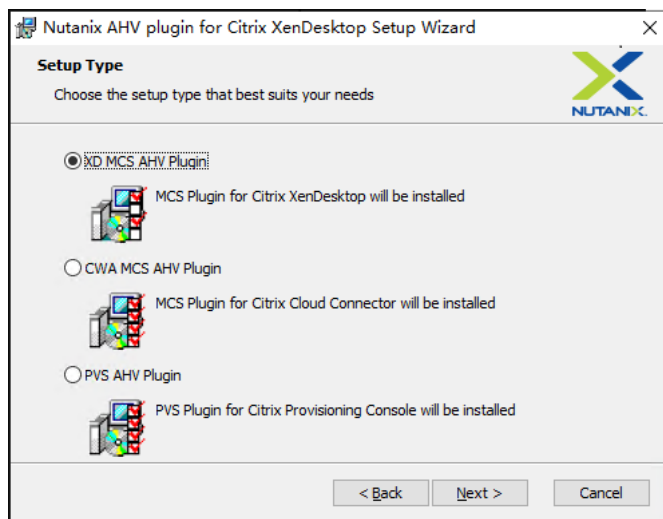 Nutanix AHV plugin for Citrix XenDesktop Setup Wizard
Setup Type
Choose the setup type that best suits your needs
NUTANIX.
XD MCS AHV Plugin
MCS Plugin for Citrix XenDesktop will be installed
CWA MCS AHV Plugin
MCS Plugin for Citrix Cloud Connector will be installed
PVS AHV Plugin
PVS Plugin for Citrix Provisioning Console will be installed
< Back Next > Cancel